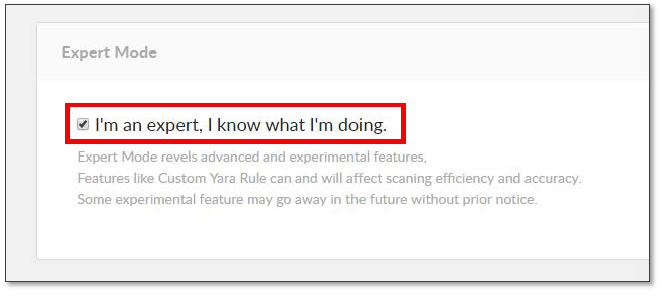 Expert Mode
I'm an expert, I know what I'm doing.
Expert Mode revels advanced and experimental features,
Features like Custom Yara Rule can and will affect scaning efficiency and accuracy.
Some experimental feature may go away in the future without prior notice.